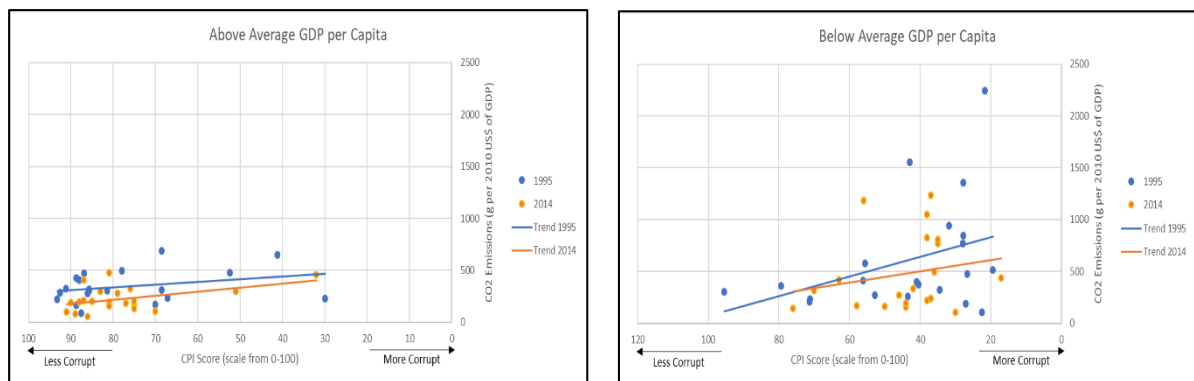 Above Average GDP per Capita
2500
2000
1500
1000
500
0
CO2 Emissions (g per 2010 US$ of GDP)
1995
2014
Trend 1995
Trend 2014
100 90 80 70 60 50 40 30 20 10 0
Less Corrupt CPI Score (scale from 0-100) More Corrupt
Below Average GDP per Capita
2500
2000
1500
1000
500
0
CO2 Emissions (g per 2010 US$ of GDP)
1995
2014
Trend 1995
Trend 2014
120 100 80 60 40 20 0
Less Corrupt CPI Score (scale from 0-100) More Corrupt